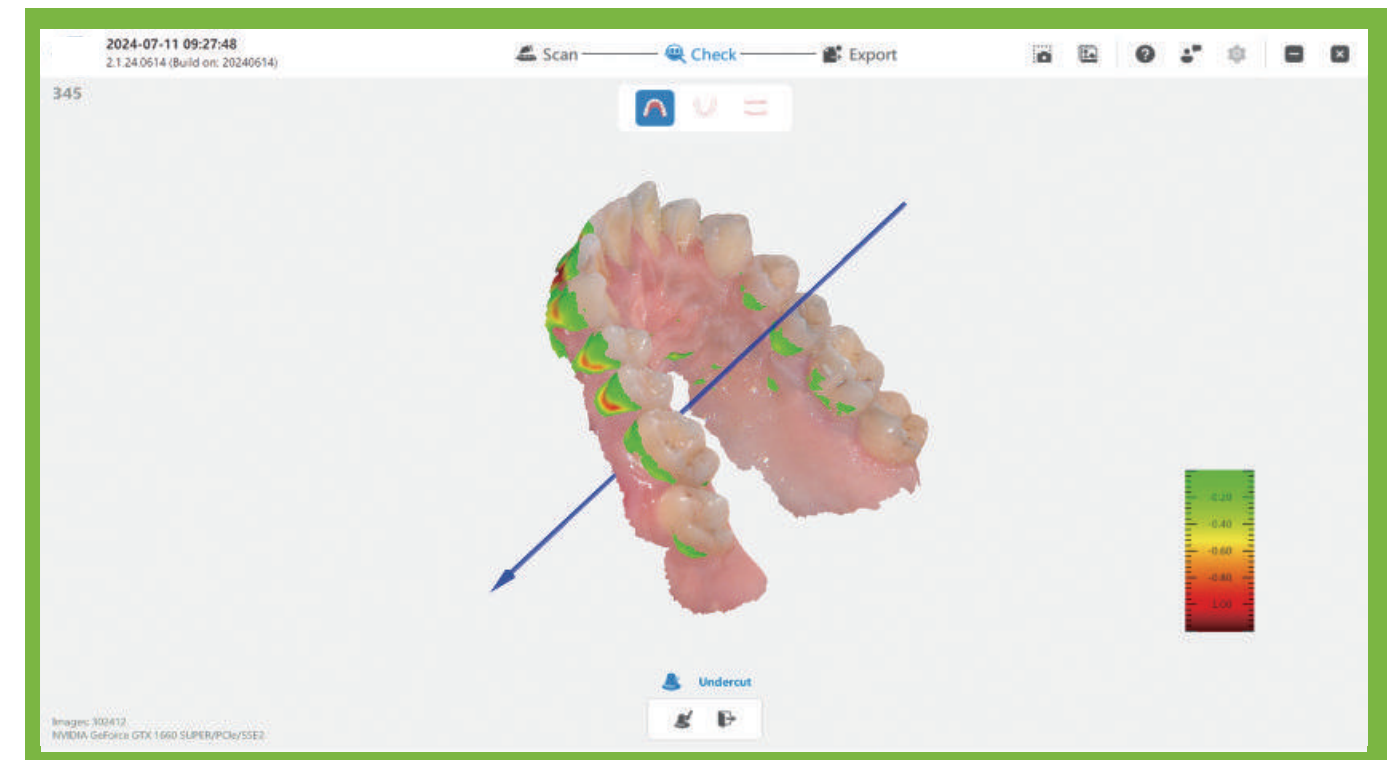 2024-07-11 09:27:48
2.1.24.0614 (Build on: 20240614)
Scan Check Export
345
-0.20
-0.40
-0.60
-0.80
-1.00
Undercut
Images: 302412
NVIDIA GeForce GTX 1660 SUPER/PCIe/SSE2